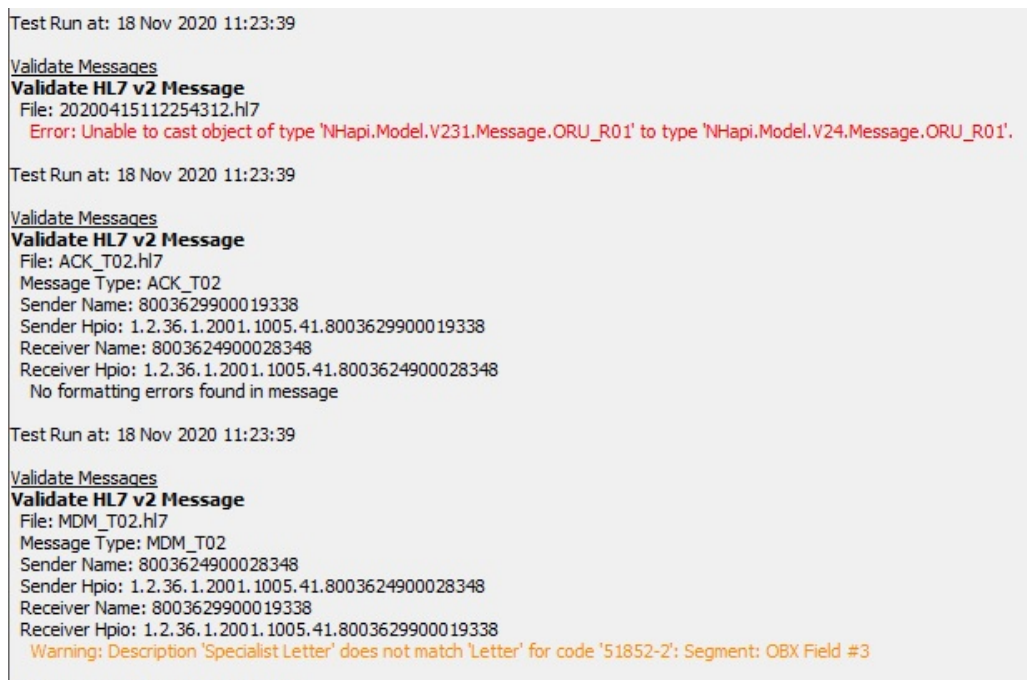 Test Run at: 18 Nov 2020 11:23:39
Validate Messages
Validate HL7 v2 Message
File: 20200415112254312.hl7
Error: Unable to cast object of type 'NHapi.Model.V231.Message.ORU_R01' to type 'NHapi.Model.V24.Message.ORU_R01'.
Test Run at: 18 Nov 2020 11:23:39
Validate Messages
Validate HL7 v2 Message
File: ACK_T02.hl7
Message Type: ACK_T02
Sender Name: 8003629900019338
Sender Hpio: 1.2.36.1.2001.1005.41.8003629900019338
Receiver Name: 8003624900028348
Receiver Hpio: 1.2.36.1.2001.1005.41.8003624900028348
No formatting errors found in message
Test Run at: 18 Nov 2020 11:23:39
Validate Messages
Validate HL7 v2 Message
File: MDM_T02.hl7
Message Type: MDM_T02
Sender Name: 8003624900028348
Sender Hpio: 1.2.36.1.2001.1005.41.8003624900028348
Receiver Name: 8003629900019338
Receiver Hpio: 1.2.36.1.2001.1005.41.8003629900019338
Warning: Description 'Specialist Letter' does not match 'Letter' for code '51852-2': Segment: OBX Field #3